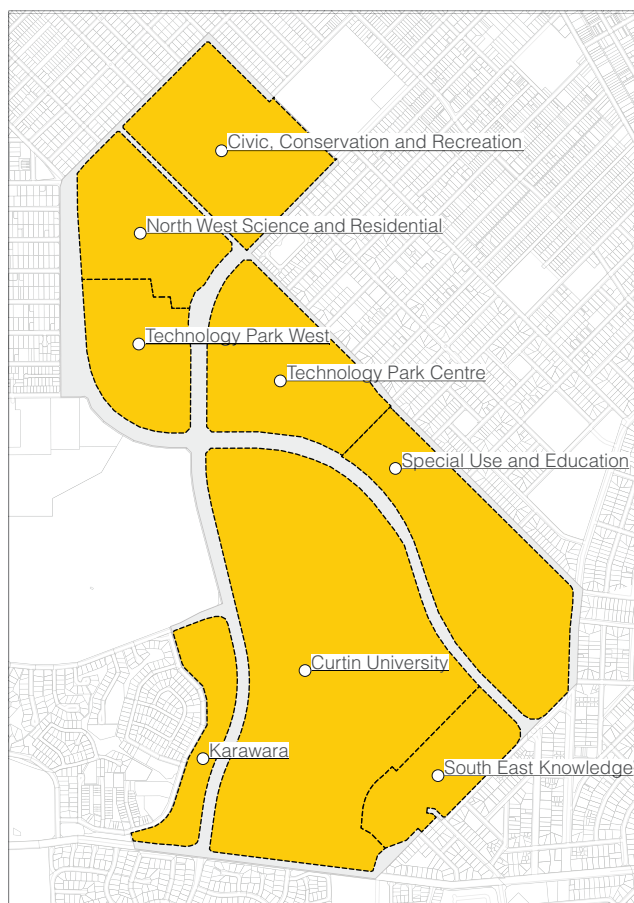 Civic, Conservation and Recreation
North West Science and Residential
Technology Park West
Technology Park Centre
Special Use and Education
Curtin University
Karawara
South East Knowledge